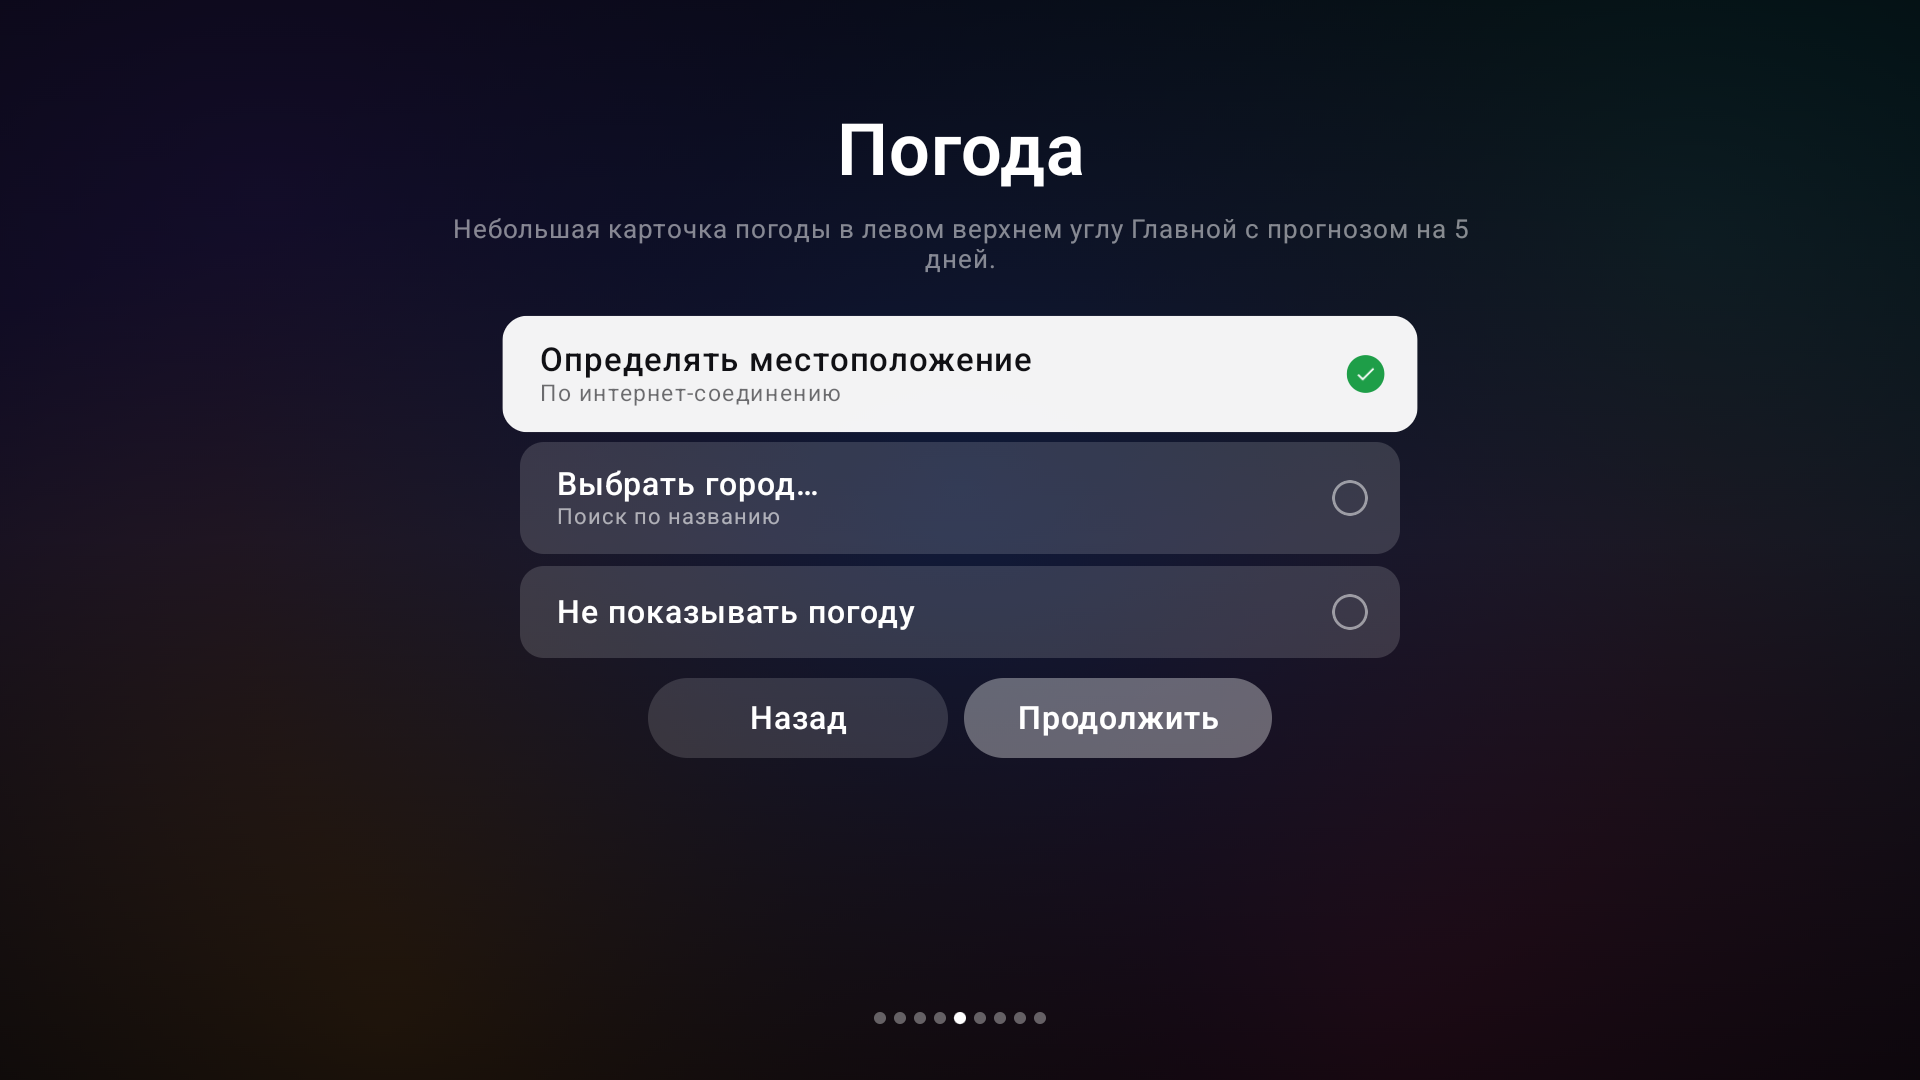 Погода
Небольшая карточка погоды в левом верхнем углу Главной с прогнозом на 5
дней.
Определять местоположение
По интернет-соединению
Выбрать город…
Поиск по названию
Не показывать погоду
Назад
Продолжить